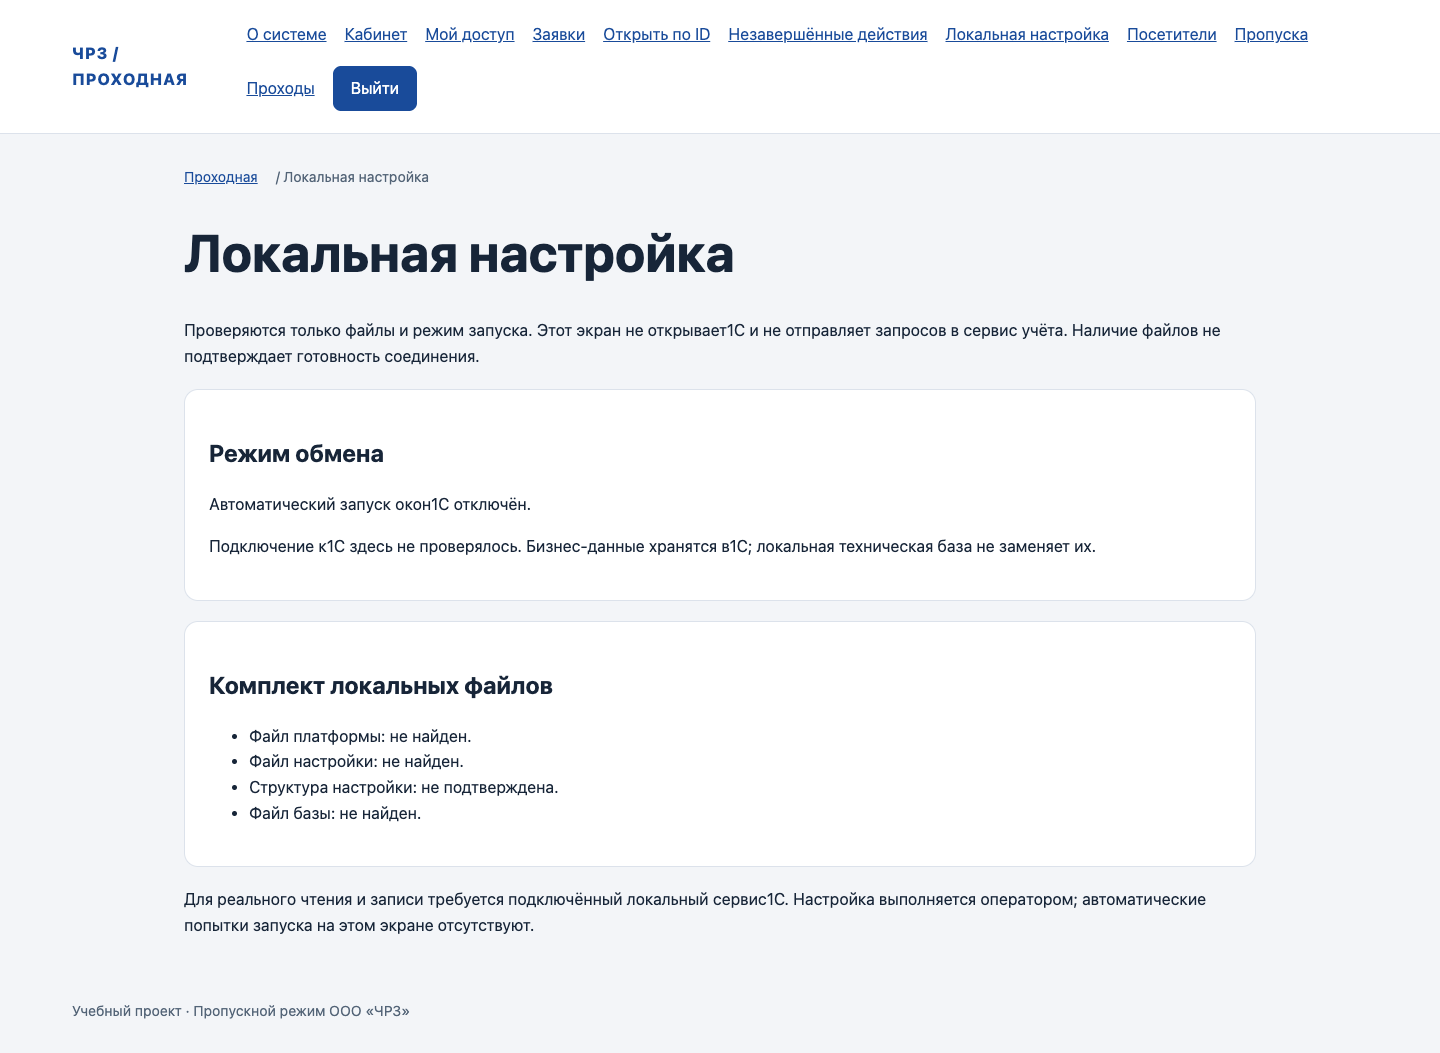 ЧРЗ /
ПРОХОДНАЯ
О системе Кабинет Мой доступ Заявки Открыть по ID Незавершённые действия Локальная настройка Посетители Пропуска
Проходы Выйти
Проходная / Локальная настройка
Локальная настройка
Проверяются только файлы и режим запуска. Этот экран не открывает1С и не отправляет запросов в сервис учёта. Наличие файлов не
подтверждает готовность соединения.
Режим обмена
Автоматический запуск окон1С отключён.
Подключение к1С здесь не проверялось. Бизнес-данные хранятся в1С; локальная техническая база не заменяет их.
Комплект локальных файлов
• Файл платформы: не найден.
• Файл настройки: не найден.
• Структура настройки: не подтверждена.
• Файл базы: не найден.
Для реального чтения и записи требуется подключённый локальный сервис1С. Настройка выполняется оператором; автоматические
попытки запуска на этом экране отсутствуют.
Учебный проект · Пропускной режим ООО «ЧРЗ»